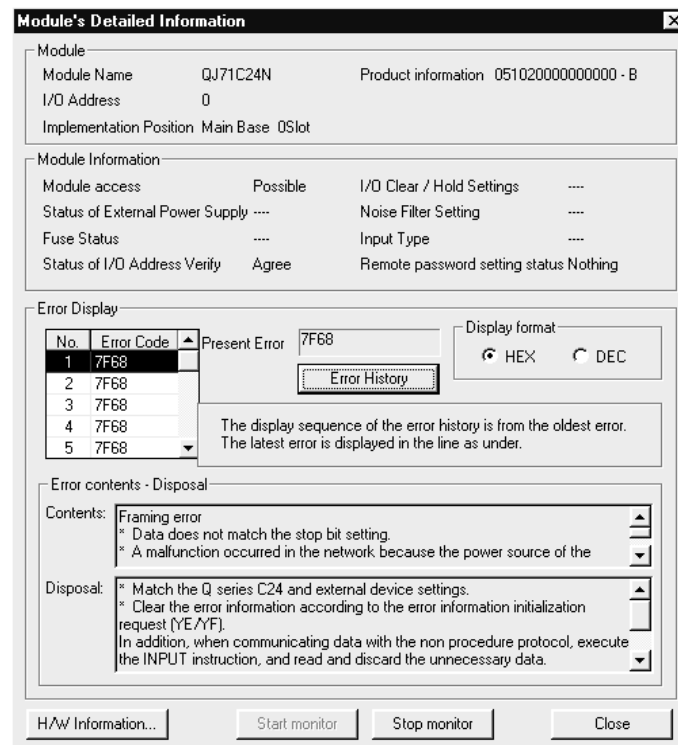 Module's Detailed Information
Module
Module Name QJ71C24N Product information 051020000000000 - B
I/O Address 0
Implementation Position Main Base 0Slot
Module Information
Module access Possible I/O Clear / Hold Settings ----
Status of External Power Supply ---- Noise Filter Setting ----
Fuse Status ---- Input Type ----
Status of I/O Address Verify Agree Remote password setting status Nothing
Error Display
No. Error Code Present Error 7F68 Display format
1 7F68 HEX DEC
2 7F68 Error History
3 7F68
4 7F68 The display sequence of the error history is from the oldest error.
5 7F68 The latest error is displayed in the line as under.
Error contents - Disposal
Contents: Framing error
* Data does not match the stop bit setting.
* A malfunction occurred in the network because the power source of the
Disposal: * Match the Q series C24 and external device settings.
* Clear the error information according to the error information initialization
request (YE/YF).
In addition, when communicating data with the non procedure protocol, execute
the INPUT instruction, and read and discard the unnecessary data.
H/W Information... Start monitor Stop monitor Close